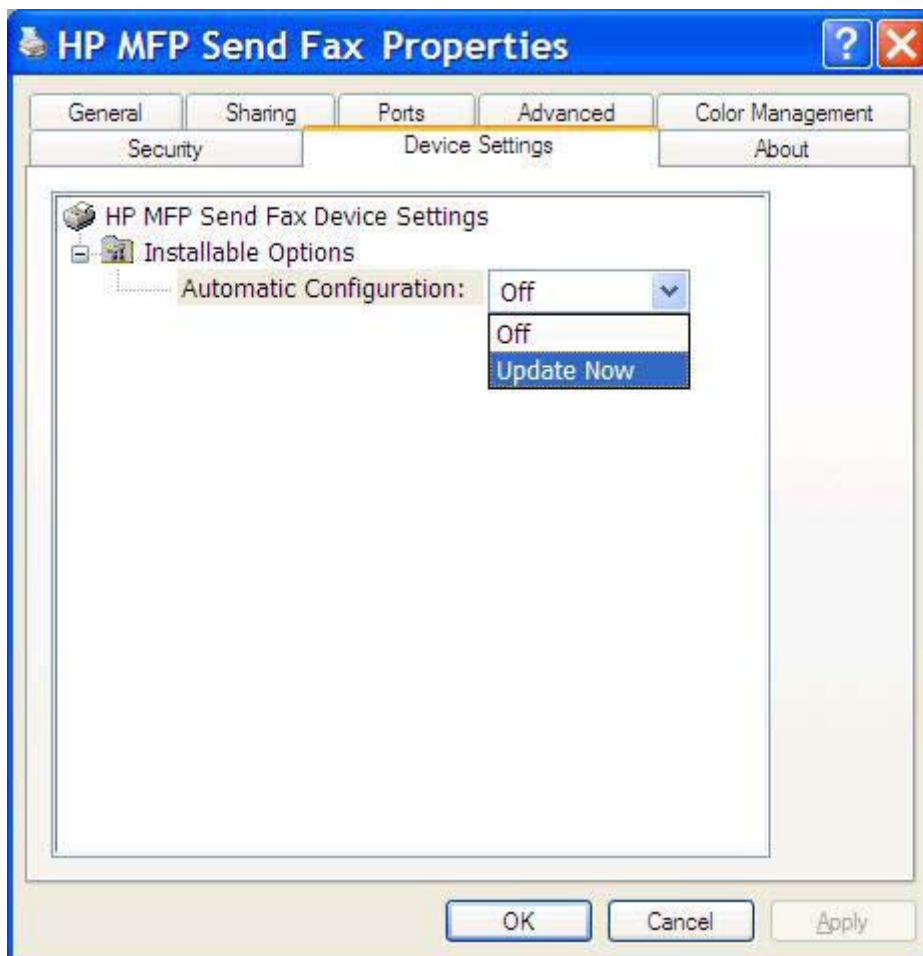 HP MFP Send Fax Properties
General Sharing Ports Advanced Color Management
Security Device Settings About
HP MFP Send Fax Device Settings
Installable Options
Automatic Configuration: Off
Off
Update Now
OK Cancel Apply